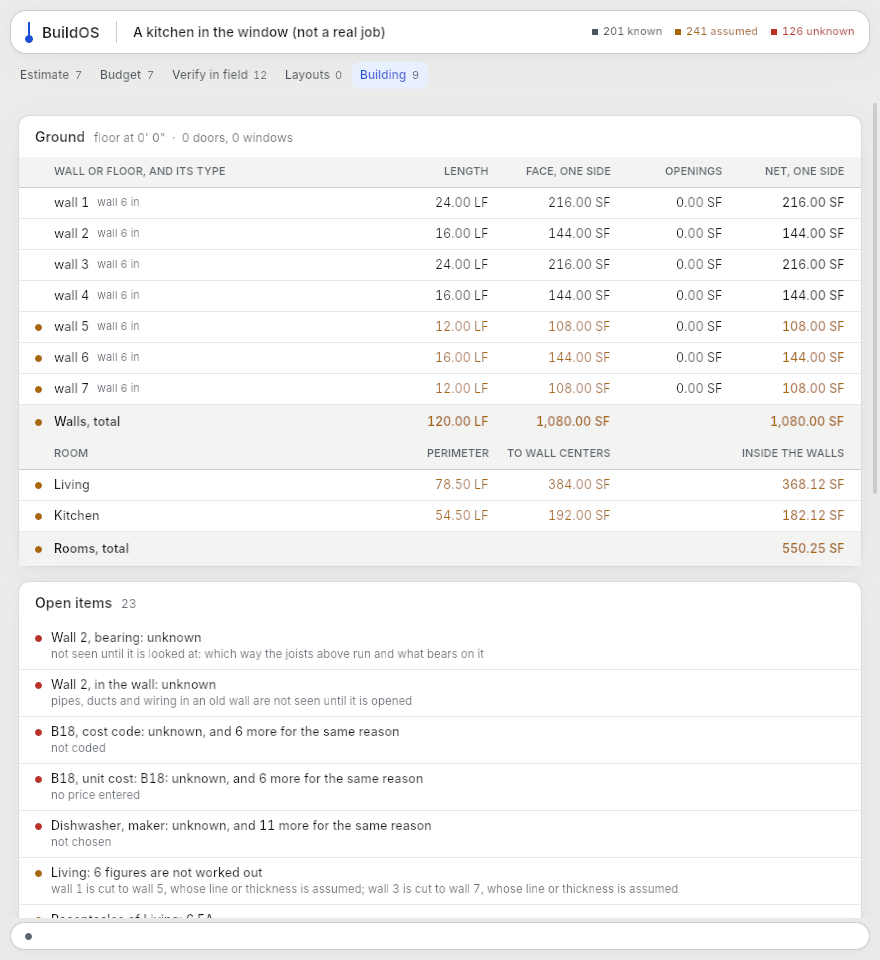 BuildOS
A kitchen in the window (not a real job)
201 known 241 assumed 126 unknown
Estimate 7 Budget 7 Verify in field 12 Layouts 0 Building 9
Ground floor at 0' 0" · 0 doors, 0 windows
WALL OR FLOOR, AND ITS TYPE LENGTH FACE, ONE SIDE OPENINGS NET, ONE SIDE
wall 1 wall 6 in 24.00 LF 216.00 SF 0.00 SF 216.00 SF
wall 2 wall 6 in 16.00 LF 144.00 SF 0.00 SF 144.00 SF
wall 3 wall 6 in 24.00 LF 216.00 SF 0.00 SF 216.00 SF
wall 4 wall 6 in 16.00 LF 144.00 SF 0.00 SF 144.00 SF
wall 5 wall 6 in 12.00 LF 108.00 SF 0.00 SF 108.00 SF
wall 6 wall 6 in 16.00 LF 144.00 SF 0.00 SF 144.00 SF
wall 7 wall 6 in 12.00 LF 108.00 SF 0.00 SF 108.00 SF
Walls, total 120.00 LF 1,080.00 SF 1,080.00 SF
ROOM PERIMETER TO WALL CENTERS INSIDE THE WALLS
Living 78.50 LF 384.00 SF 368.12 SF
Kitchen 54.50 LF 192.00 SF 182.12 SF
Rooms, total 550.25 SF
Open items 23
Wall 2, bearing: unknown
not seen until it is looked at: which way the joists above run and what bears on it
Wall 2, in the wall: unknown
pipes, ducts and wiring in an old wall are not seen until it is opened
B18, cost code: unknown, and 6 more for the same reason
not coded
B18, unit cost: B18: unknown, and 6 more for the same reason
no price entered
Dishwasher, maker: unknown, and 11 more for the same reason
not chosen
Living: 6 figures are not worked out
wall 1 is cut to wall 5, whose line or thickness is assumed; wall 3 is cut to wall 7, whose line or thickness is assumed
Receptacles of Living: 6 EA